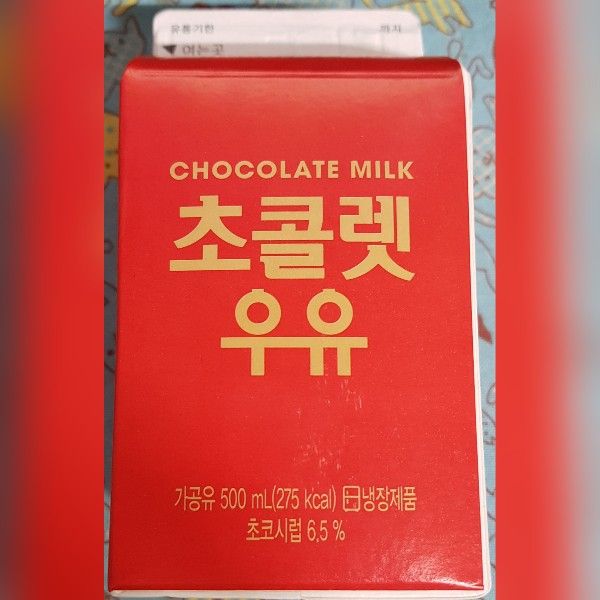 유통기한 까지
▼ 여는곳
CHOCOLATE MILK
초콜렛
우유
가공유 500 mL(275 kcal) 냉장제품
초코시럽 6.5 %